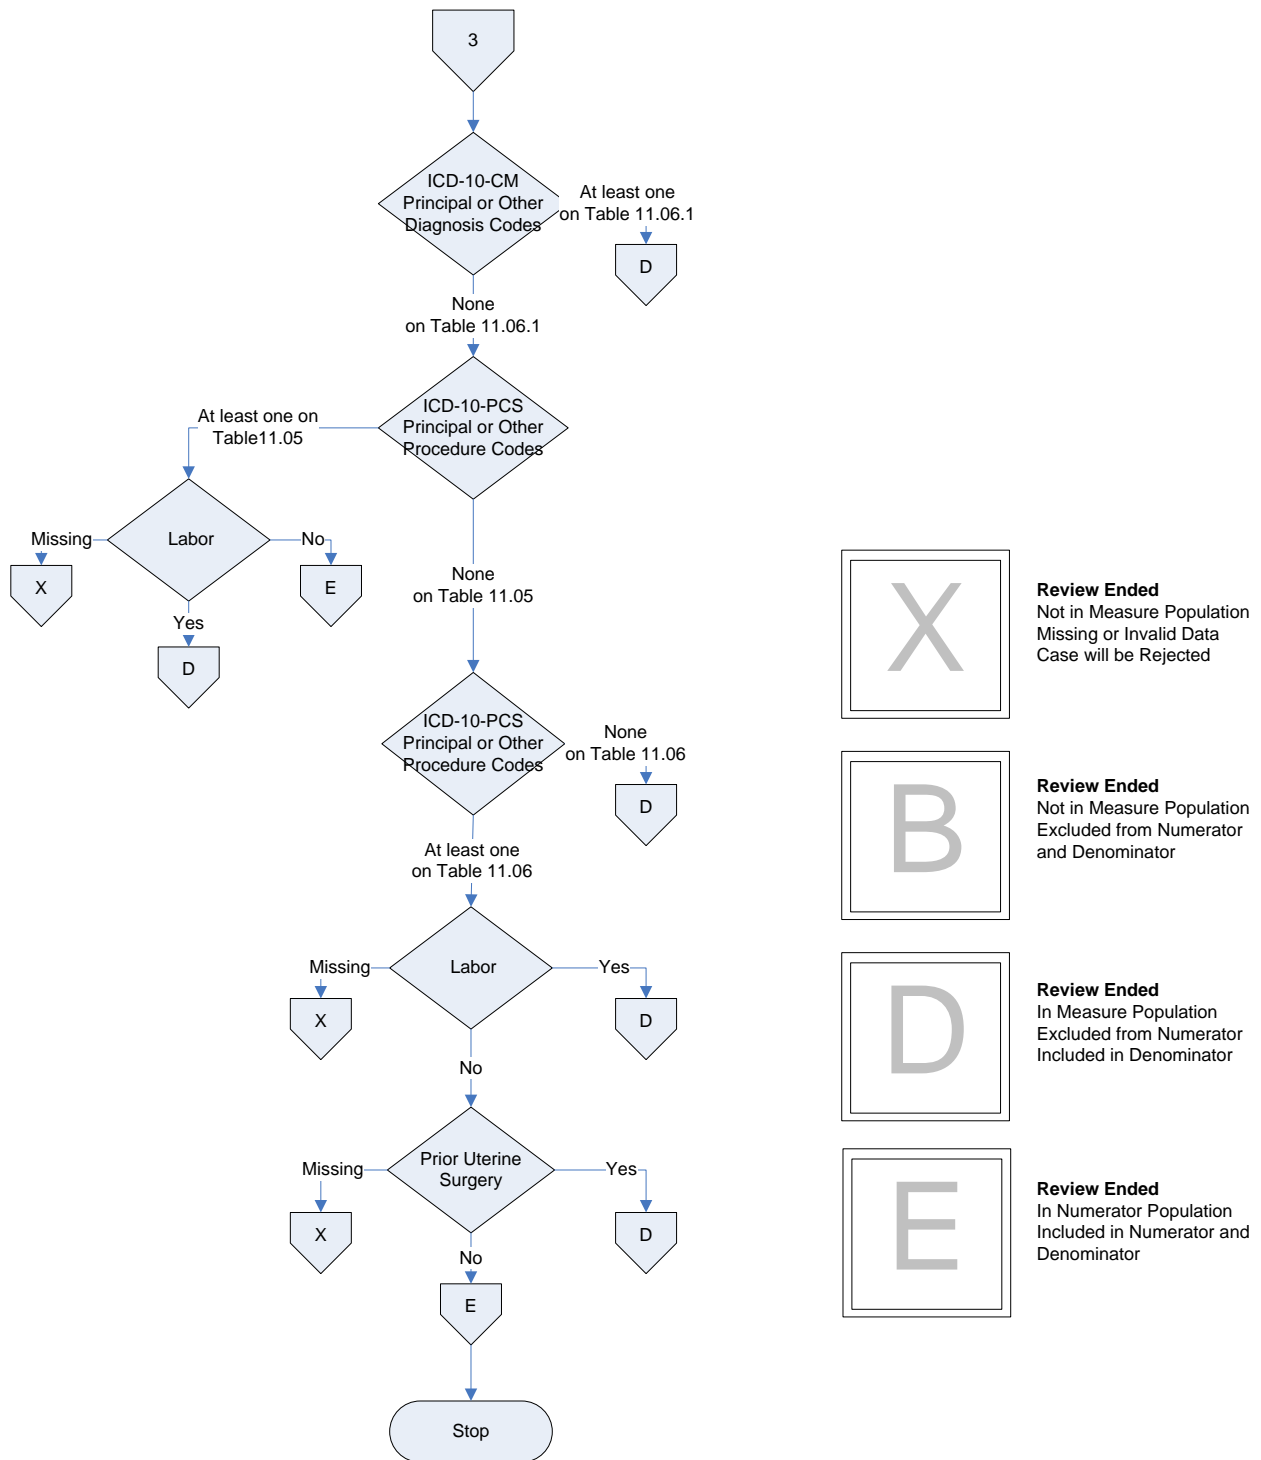 3
ICD-10-CM
Principal or Other
Diagnosis Codes
At least one
on Table 11.06.1
D
None
on Table 11.06.1
ICD-10-PCS
Principal or Other
Procedure Codes
At least one on
Table11.05
Labor
Missing
No
X
E
Yes
D
None
on Table 11.05
ICD-10-PCS
Principal or Other
Procedure Codes
None
on Table 11.06
D
At least one
on Table 11.06
Labor
Missing
Yes
X
D
No
Prior Uterine
Surgery
Missing
Yes
X
D
No
E
Stop
X
Review Ended
Not in Measure Population
Missing or Invalid Data
Case will be Rejected
B
Review Ended
Not in Measure Population
Excluded from Numerator
and Denominator
D
Review Ended
In Measure Population
Excluded from Numerator
Included in Denominator
E
Review Ended
In Numerator Population
Included in Numerator and
Denominator